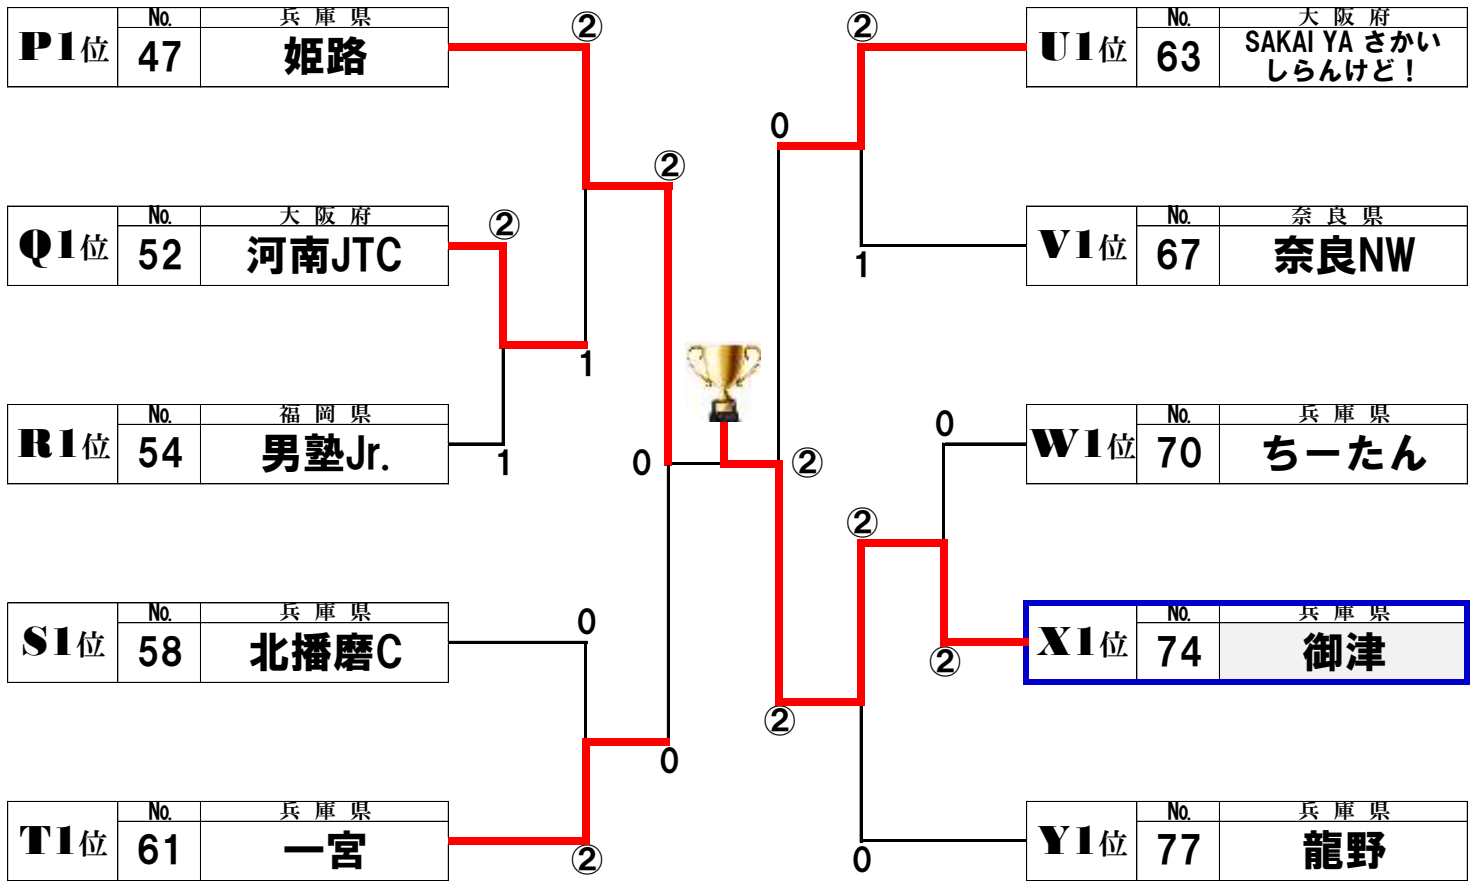 P1位 No. 47 兵庫県 姫路
Q1位 No. 52 大阪府 河南JTC
R1位 No. 54 福岡県 男塾Jr.
S1位 No. 58 兵庫県 北播磨C
T1位 No. 61 兵庫県 一宮
②
②
②
1
1
0
0
0
②
②
0
1
②
0
②
②
②
0
U1位 No. 63 大阪府 SAKAI YA さかい
しらんけど!
V1位 No. 67 奈良県 奈良NW
W1位 No. 70 兵庫県 ちーたん
X1位 No. 74 兵庫県 御津
Y1位 No. 77 兵庫県 龍野